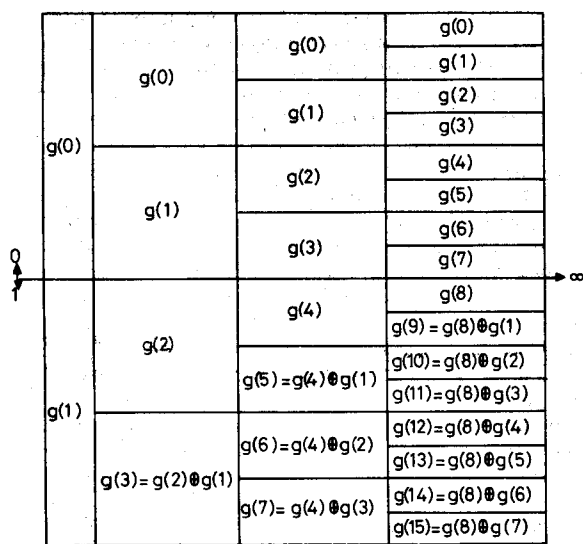 g(0)
g(0)
g(0)
g(0)
g(1)
g(1)
g(2)
g(3)
g(1)
g(2)
g(4)
g(5)
g(3)
g(6)
g(7)
0
1
∞
g(1)
g(2)
g(4)
g(8)
g(9)=g(8)⊕g(1)
g(5)=g(4)⊕g(1)
g(10)=g(8)⊕g(2)
g(11)=g(8)⊕g(3)
g(3)=g(2)⊕g(1)
g(6)=g(4)⊕g(2)
g(12)=g(8)⊕g(4)
g(13)=g(8)⊕g(5)
g(7)=g(4)⊕g(3)
g(14)=g(8)⊕g(6)
g(15)=g(8)⊕g(7)